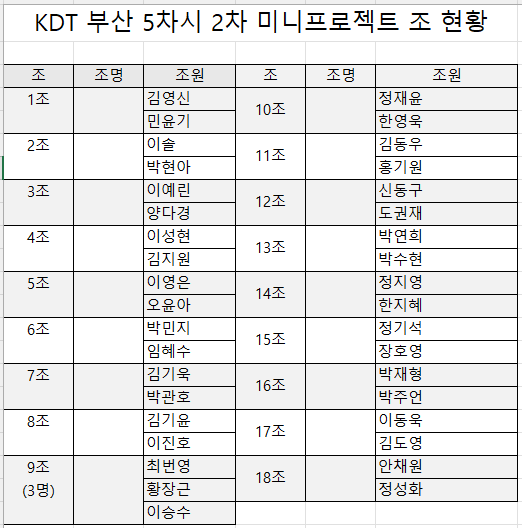 KDT 부산 5차시 2차 미니프로젝트 조 현황
조 조명 조원 조 조명 조원
1조 김영신 10조 정재윤
민윤기 한영욱
2조 이솔 11조 김동우
박현아 홍기원
3조 이예린 12조 신동구
양다경 도권재
4조 이성현 13조 박연희
김지원 박수현
5조 이영은 14조 정지영
오윤아 한지혜
6조 박민지 15조 정기석
임혜수 장호영
7조 김기욱 16조 박재형
박관호 박주언
8조 김기윤 17조 이동욱
이진호 김도영
9조 최번영 18조 안채원
(3명) 황장근 정성화
이승수